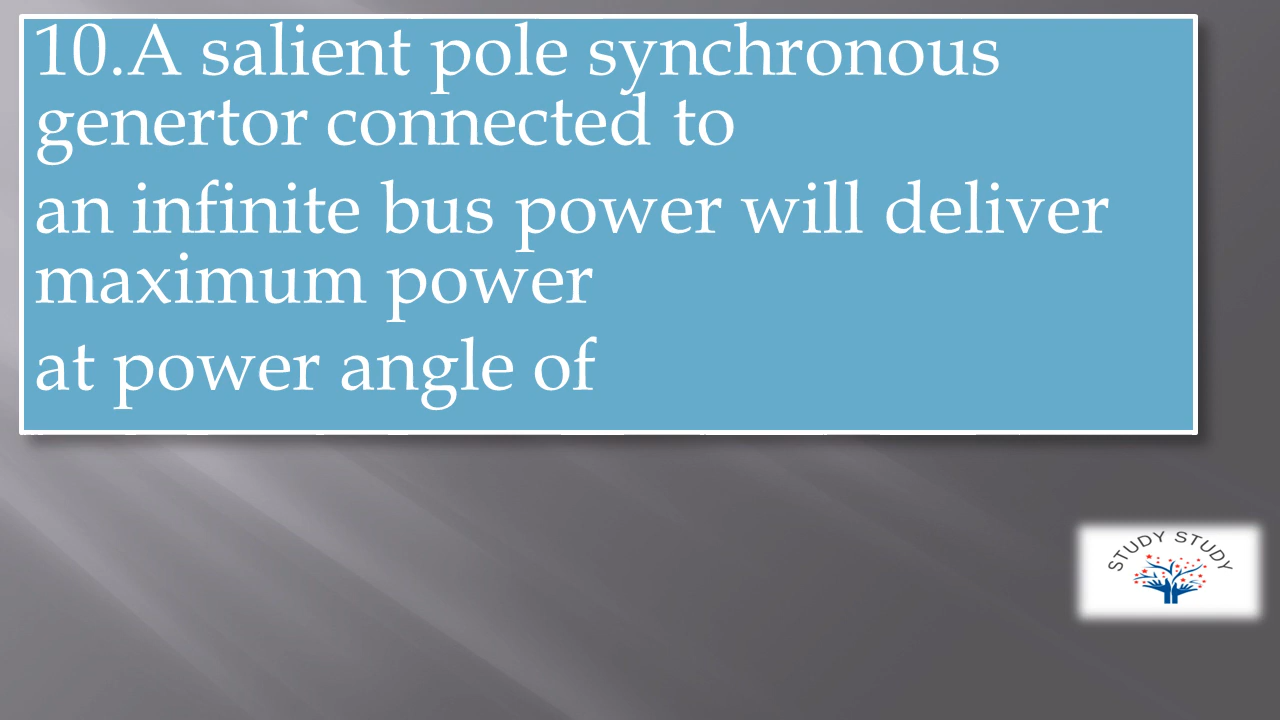 10.A salient pole synchronous
genertor connected to
an infinite bus power will deliver
maximum power
at power angle of
STUDY STUDY